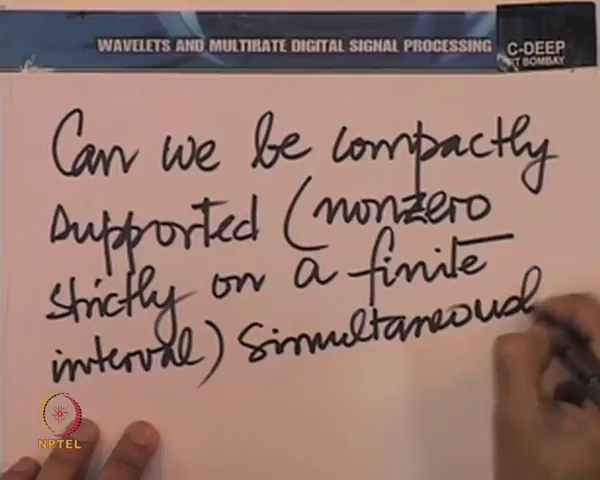 WAVELETS AND MULTIRATE DIGITAL SIGNAL PROCESSING
C-DEEP
IIT BOMBAY
Can we be compactly
supported (nonzero
strictly on a finite
interval) simultaneousl
NPTEL